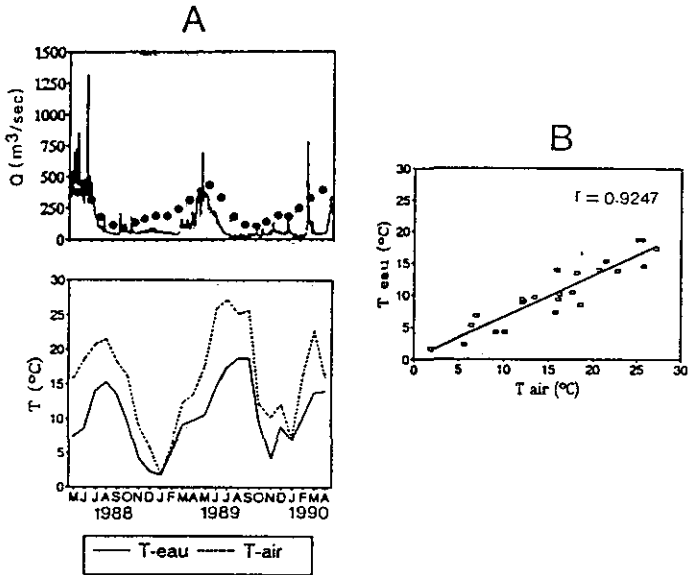 A
Q (m³/sec)
1500
1250
1000
750
500
250
0
T (°C)
30
25
20
15
10
5
0
M J J A S O N D J F M A M J J A S O N D J F M A
1988 1989 1990
T-eau T-air
B
r = 0.9247
T eau (°C)
30
25
20
15
10
5
0
0 5 10 15 20 25 30
T air (°C)